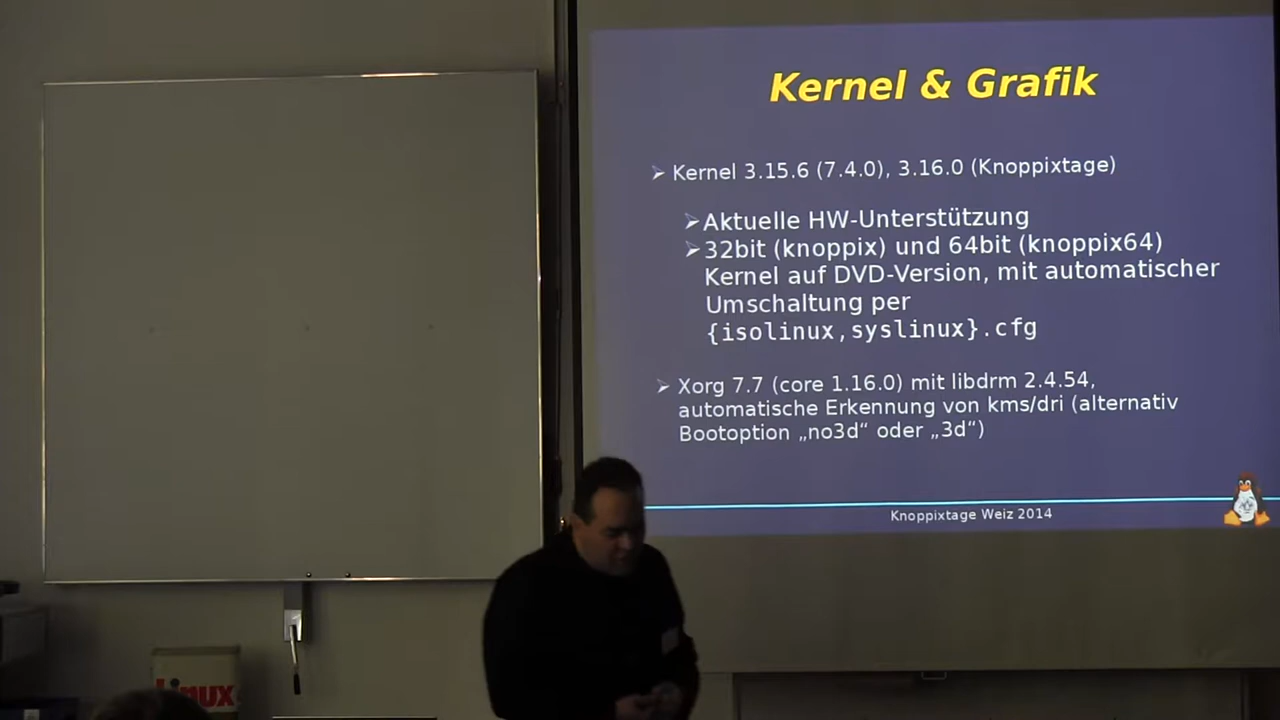 Kernel & Grafik
Kernel 3.15.6 (7.4.0), 3.16.0 (Knoppixtage)
Aktuelle HW-Unterstützung
32bit (knoppix) und 64bit (knoppix64)
Kernel auf DVD-Version, mit automatischer
Umschaltung per
{isolinux,syslinux}.cfg
Xorg 7.7 (core 1.16.0) mit libdrm 2.4.54,
automatische Erkennung von kms/dri (alternativ
Bootoption „no3d“ oder „3d“)
Knoppixtage Weiz 2014
Linux